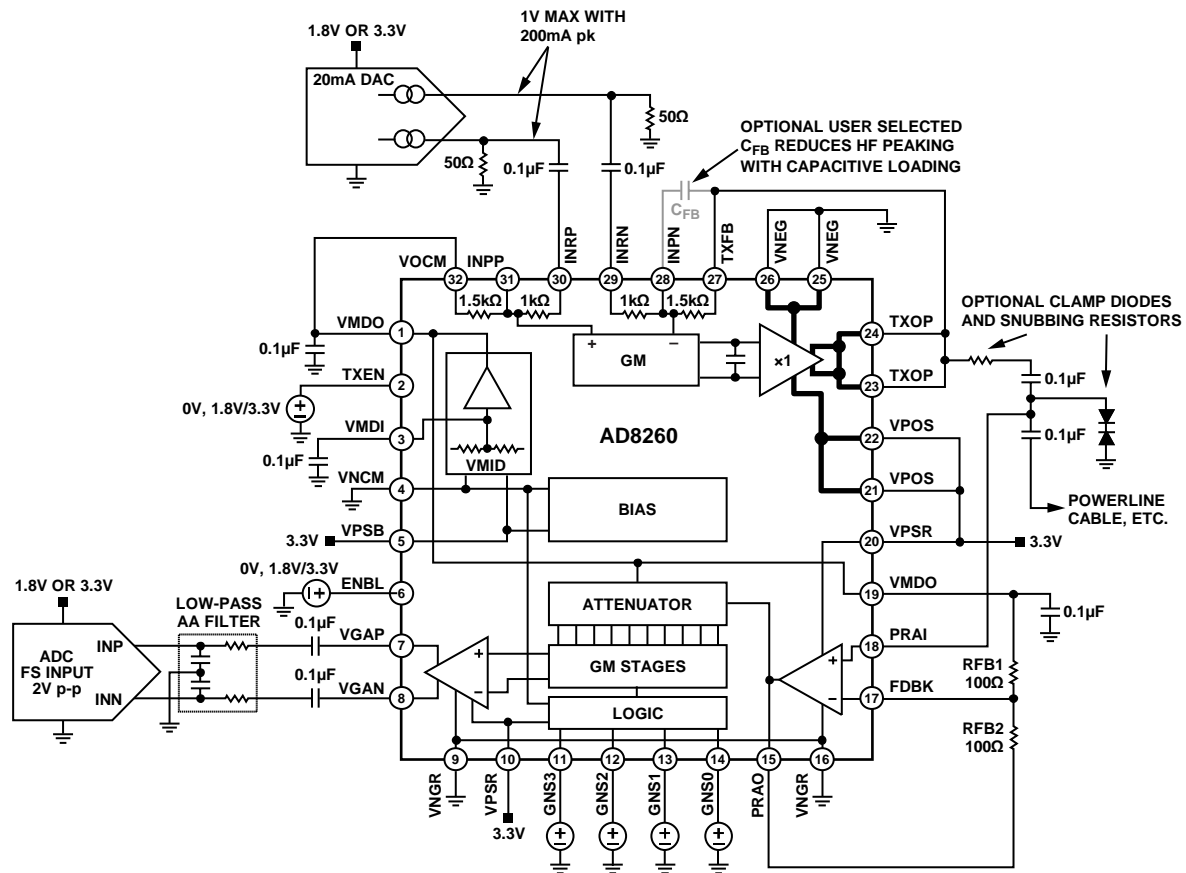 1V MAX WITH
200mA pk
1.8V OR 3.3V
20mA DAC
50Ω
50Ω
0.1µF
0.1µF
OPTIONAL USER SELECTED
CFB REDUCES HF PEAKING
WITH CAPACITIVE LOADING
CFB
VOCM
INPP
INRP
INRN
INPN
TXFB
VNEG
VNEG
32
31
30
29
28
27
26
25
1.5kΩ
1kΩ
1kΩ
1.5kΩ
OPTIONAL CLAMP DIODES
AND SNUBBING RESISTORS
VMDO
1
0.1µF
+
−
GM
×1
24
TXOP
TXEN
2
0V, 1.8V/3.3V
23
TXOP
0.1µF
VMDI
3
0.1µF
VMID
AD8260
22
VPOS
0.1µF
VNCM
4
21
VPOS
POWERLINE
CABLE, ETC.
BIAS
3.3V
VPSB
5
20
VPSR
3.3V
0V, 1.8V/3.3V
ENBL
6
19
VMDO
0.1µF
1.8V OR 3.3V
LOW-PASS
AA FILTER
ATTENUATOR
0.1µF
VGAP
7
18
PRAI
ADC
FS INPUT
2V p-p
INP
INN
0.1µF
VGAN
8
+
−
GM STAGES
+
−
17
FDBK
RFB1
100Ω
LOGIC
RFB2
100Ω
9
10
11
12
13
14
15
16
VNGR
VPSR
GNS3
GNS2
GNS1
GNS0
PRAO
VNGR
3.3V